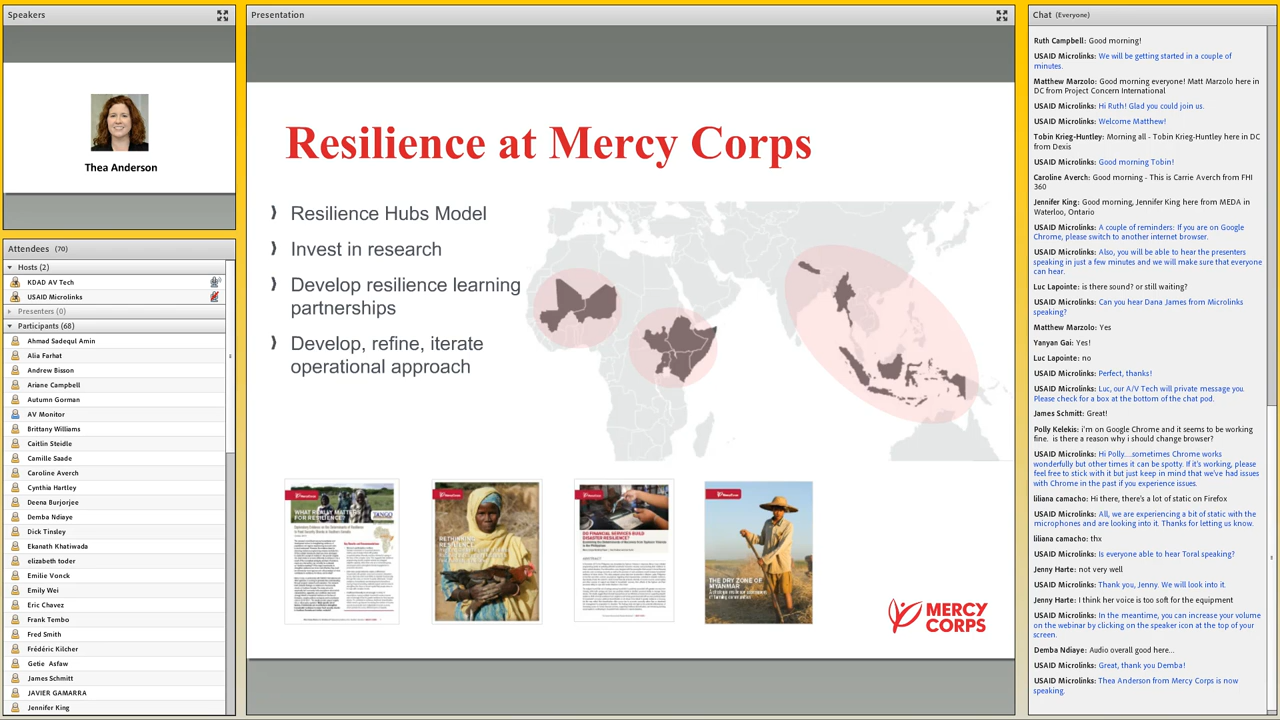 Speakers
Thea Anderson
Attendees (70)
Hosts (2)
KDAD AV Tech
USAID Microlinks
Presenters (0)
Participants (68)
Ahmad Sadequl Amin
Alia Farhat
Andrew Bisson
Ariane Campbell
Autumn Gorman
AV Monitor
Brittany Williams
Caitlin Steidle
Camille Saade
Caroline Averch
Cynthia Hartley
Deena Burjorjee
Demba Ndiaye
Dick Tinsley
Ekanath Khatiwada
elizabeth toder
Emilie Vonck
Emily Wei
Eric Chavez
Frank Tembo
Fred Smith
Frédéric Kilcher
Getie Asfaw
James Schmitt
JAVIER GAMARRA
Jennifer King
Presentation
Resilience at Mercy Corps
Resilience Hubs Model
Invest in research
Develop resilience learning
partnerships
Develop, refine, iterate
operational approach
WHAT REALLY MATTERS
FOR RESILIENCE?
TANGO
RETHINKING
DO FINANCIAL SERVICES BUILD
DISASTER RESILIENCE?
THE DRY ZONE OF
MYANMAR
MERCY
CORPS
Chat (Everyone)
Ruth Campbell: Good morning!
USAID Microlinks: We will be getting started in a couple of
minutes.
Matthew Marzolo: Good morning everyone! Matt Marzolo here in
DC from Project Concern International
USAID Microlinks: Hi Ruth! Glad you could join us.
USAID Microlinks: Welcome Matthew!
Tobin Krieg-Huntley: Morning all - Tobin Krieg-Huntley here in DC
from Dexis
USAID Microlinks: Good morning Tobin!
Caroline Averch: Good morning - This is Carrie Averch from FHI
360
Jennifer King: Good morning, Jennifer King here from MEDA in
Waterloo, Ontario
USAID Microlinks: A couple of reminders: If you are on Google
Chrome, please switch to another internet browser.
USAID Microlinks: Also, you will be able to hear the presenters
speaking in just a few minutes and we will make sure that everyone
can hear.
Luc Lapointe: is there sound? or still waiting?
USAID Microlinks: Can you hear Dana James from Microlinks
speaking?
Matthew Marzolo: Yes
Yanyan Gai: Yes!
Luc Lapointe: no
USAID Microlinks: Perfect, thanks!
USAID Microlinks: Luc, our A/V Tech will private message you.
Please check for a box at the bottom of the chat pod.
James Schmitt: Great!
Polly Kelekis: i'm on Google Chrome and it seems to be working
fine. is there a reason why i should change browser?
USAID Microlinks: Hi Polly....sometimes Chrome works
wonderfully but other times it can be spotty. If it's working, please
feel free to stick with it but just keep in mind that we've had issues
with Chrome in the past if you experience issues.
liliana camacho: Hi there, there's a lot of static on Firefox
USAID Microlinks: All, we are experiencing a bit of static with the
microphones and are looking into it. Thanks for letting us know.
liliana camacho: thx
USAID Microlinks: Is everyone able to hear Toral speaking?
Jenny Harte: not very well
USAID Microlinks: Thank you, Jenny. We will look into it.
Jenny Harte: I think her voice is too soft for the equipment
USAID Microlinks: In the meantime, you can increase your volume
on the webinar by clicking on the speaker icon at the top of your
screen.
Demba Ndiaye: Audio overall good here...
USAID Microlinks: Great, thank you Demba!
USAID Microlinks: Thea Anderson from Mercy Corps is now
speaking.